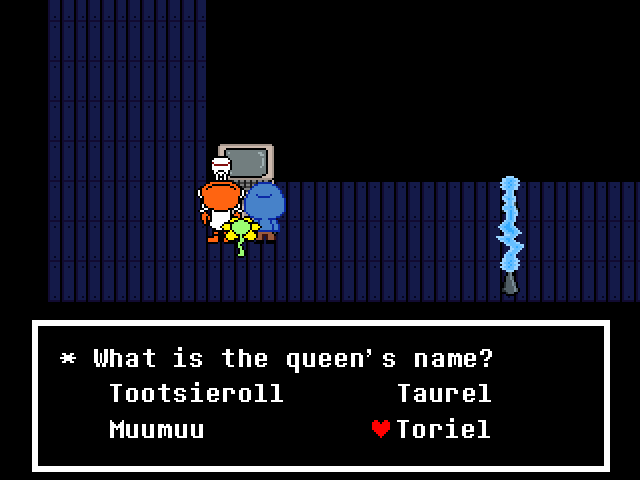 * What is the queen's name?
Tootsieroll Taurel
Muumuu Toriel